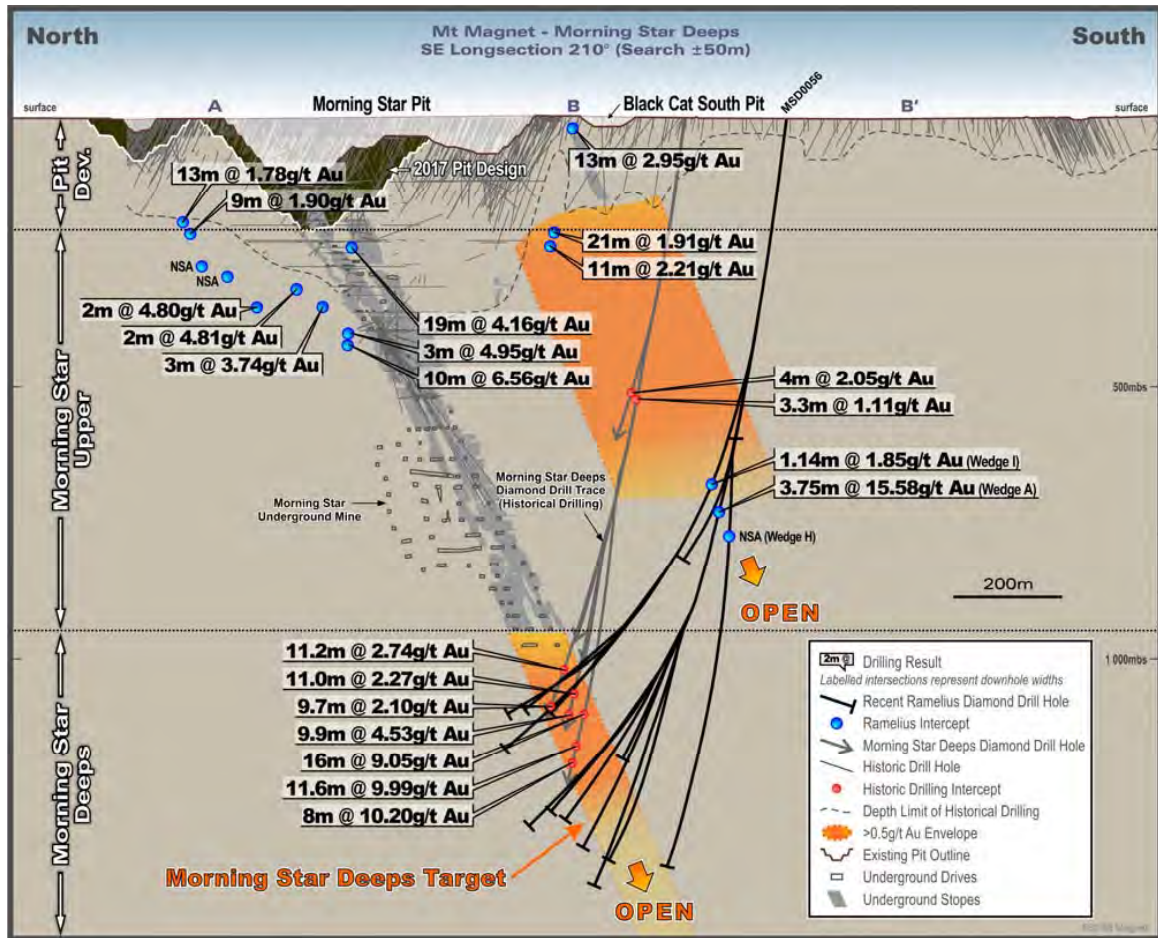 North
Mt Magnet - Morning Star Deeps
SE Longsection 210° (Search ±50m)
South
surface
A
Morning Star Pit
B
Black Cat South Pit
MSD0056
B'
surface
Pit
Dev.
2017 Pit Design
13m @ 2.95g/t Au
13m @ 1.78g/t Au
9m @ 1.90g/t Au
21m @ 1.91g/t Au
11m @ 2.21g/t Au
NSA
NSA
2m @ 4.80g/t Au
2m @ 4.81g/t Au
3m @ 3.74g/t Au
19m @ 4.16g/t Au
3m @ 4.95g/t Au
10m @ 6.56g/t Au
Morning Star
Upper
4m @ 2.05g/t Au
3.3m @ 1.11g/t Au
500mbs
1.14m @ 1.85g/t Au (Wedge I)
3.75m @ 15.58g/t Au (Wedge A)
NSA (Wedge H)
Morning Star
Underground Mine
Morning Star Deeps
Diamond Drill Trace
(Historical Drilling)
OPEN
200m
Morning Star
Deeps
11.2m @ 2.74g/t Au
11.0m @ 2.27g/t Au
9.7m @ 2.10g/t Au
9.9m @ 4.53g/t Au
16m @ 9.05g/t Au
11.6m @ 9.99g/t Au
8m @ 10.20g/t Au
Morning Star Deeps Target
OPEN
1 000mbs
2m @ Drilling Result
Labelled intersections represent downhole widths
Recent Ramelius Diamond Drill Hole
Ramelius Intercept
Morning Star Deeps Diamond Drill Hole
Historic Drill Hole
Historic Drilling Intercept
Depth Limit of Historical Drilling
>0.5g/t Au Envelope
Existing Pit Outline
Underground Drives
Underground Stopes